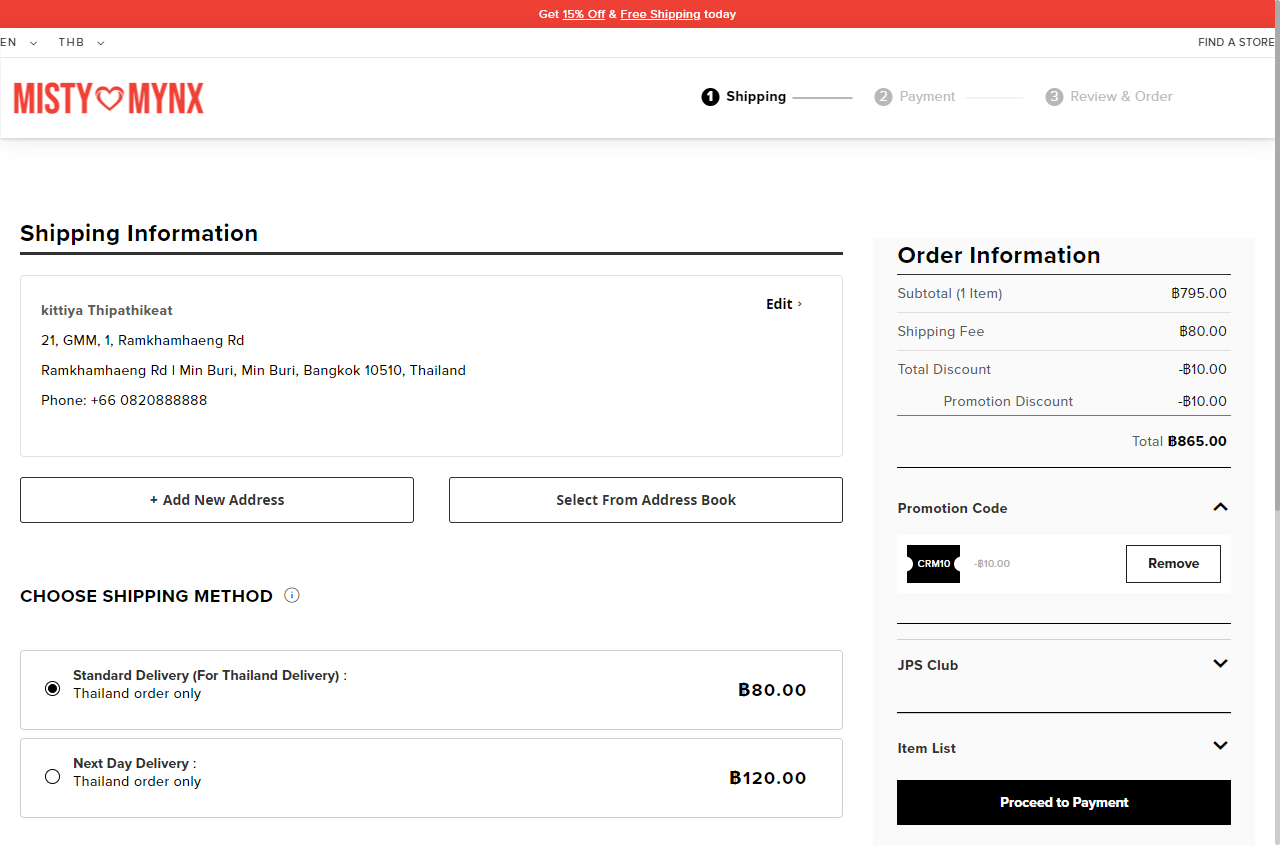 Get 15% Off & Free Shipping today
EN THB FIND A STORE
MISTY MYNX
1 Shipping 2 Payment 3 Review & Order
Shipping Information
kittiya Thipathikeat
Edit ›
21, GMM, 1, Ramkhamhaeng Rd
Ramkhamhaeng Rd | Min Buri, Min Buri, Bangkok 10510, Thailand
Phone: +66 0820888888
+ Add New Address
Select From Address Book
CHOOSE SHIPPING METHOD
Standard Delivery (For Thailand Delivery) :
Thailand order only
฿80.00
Next Day Delivery :
Thailand order only
฿120.00
Order Information
Subtotal (1 Item) ฿795.00
Shipping Fee ฿80.00
Total Discount -฿10.00
Promotion Discount -฿10.00
Total ฿865.00
Promotion Code
CRM10 -฿10.00 Remove
JPS Club
Item List
Proceed to Payment